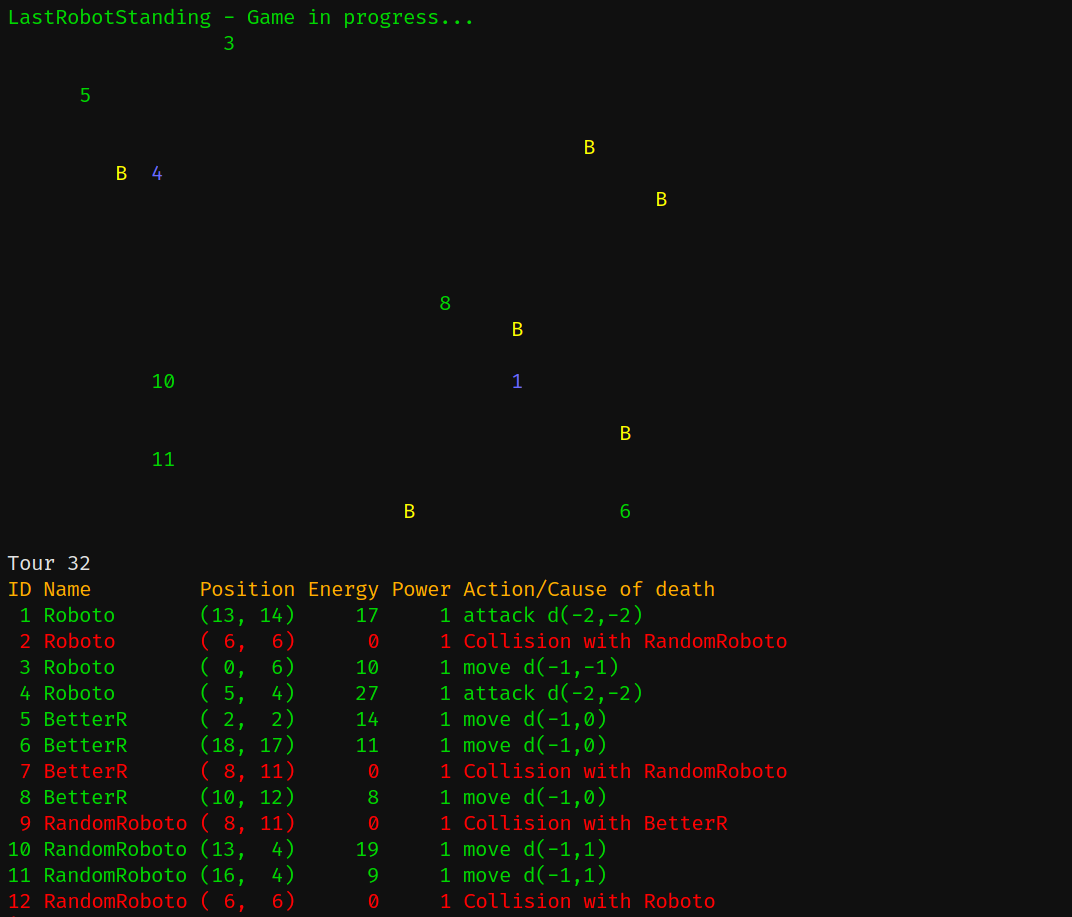 LastRobotStanding - Game in progress...
3
5
B
B 4
B
8
B
10 1
B
11
B 6
Tour 32
ID Name Position Energy Power Action/Cause of death
1 Roboto (13, 14) 17 1 attack d(-2,-2)
2 Roboto ( 6, 6) 0 1 Collision with RandomRoboto
3 Roboto ( 0, 6) 10 1 move d(-1,-1)
4 Roboto ( 5, 4) 27 1 attack d(-2,-2)
5 BetterR ( 2, 2) 14 1 move d(-1,0)
6 BetterR (18, 17) 11 1 move d(-1,0)
7 BetterR ( 8, 11) 0 1 Collision with RandomRoboto
8 BetterR (10, 12) 8 1 move d(-1,0)
9 RandomRoboto ( 8, 11) 0 1 Collision with BetterR
10 RandomRoboto (13, 4) 19 1 move d(-1,1)
11 RandomRoboto (16, 4) 9 1 move d(-1,1)
12 RandomRoboto ( 6, 6) 0 1 Collision with Roboto